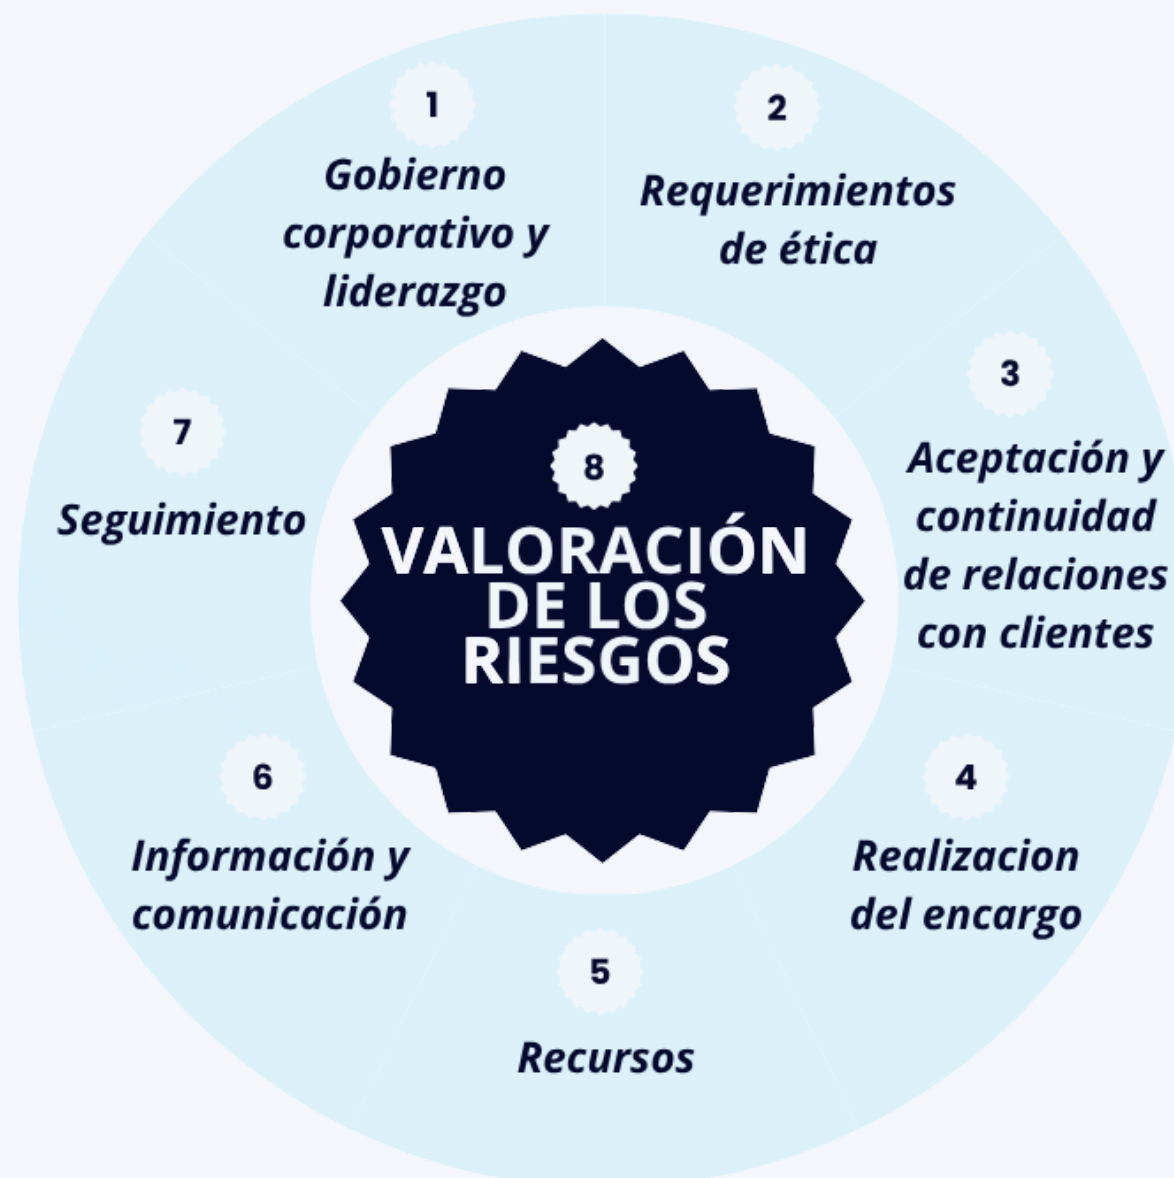 1
Gobierno
corporativo y
liderazgo
2
Requerimientos
de ética
3
Aceptación y
continuidad
de relaciones
con clientes
4
Realizacion
del encargo
5
Recursos
6
Información y
comunicación
7
Seguimiento
8
VALORACIÓN
DE LOS
RIESGOS